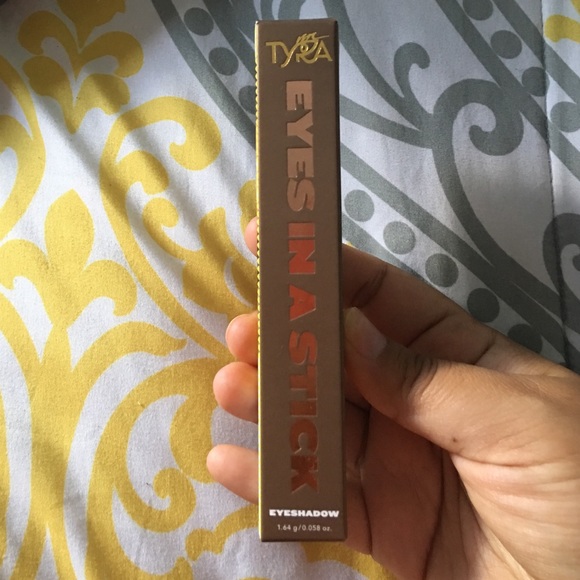 TYRA
EYES IN A STICK
EYESHADOW
1.64 g/0.058 oz.